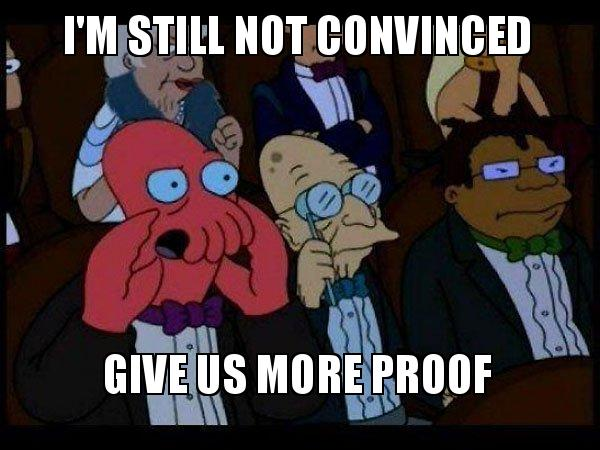 I'M STILL NOT CONVINCED
GIVE US MORE PROOF